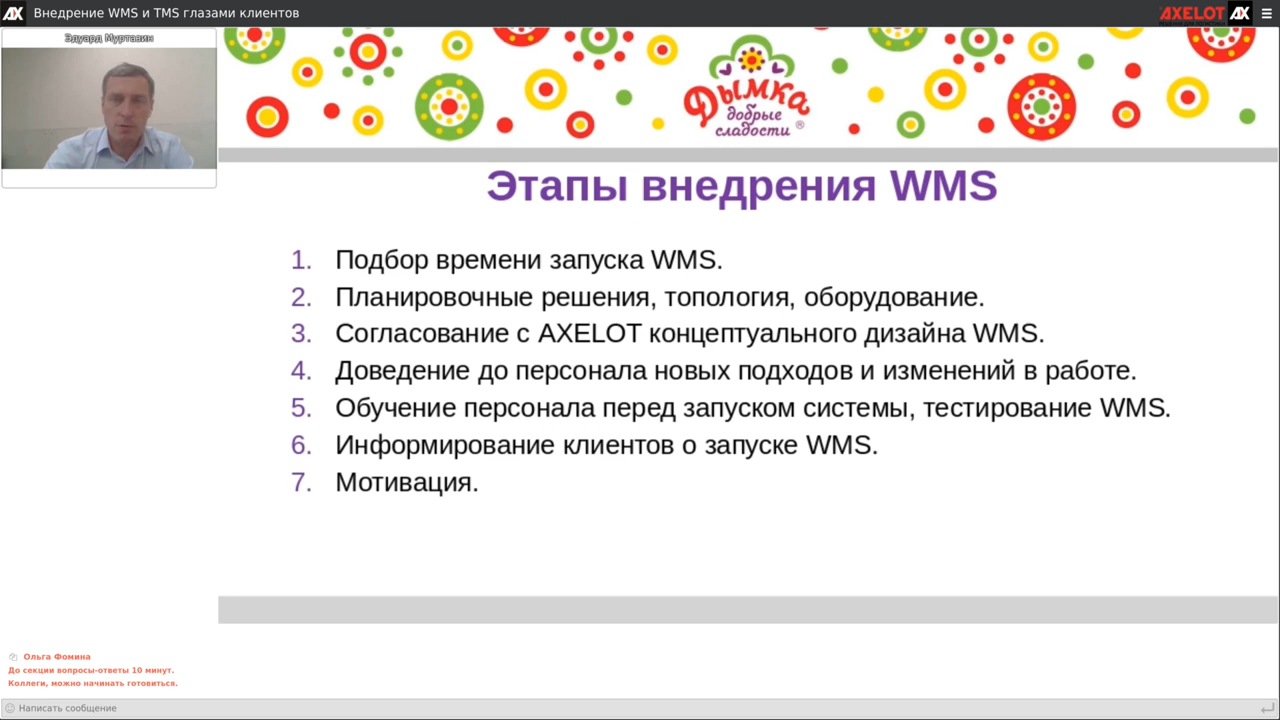 Внедрение WMS и TMS глазами клиентов
AXELOT
Эдуард Муртазин
Дымка
добрые
сладости
®
Этапы внедрения WMS
1. Подбор времени запуска WMS.
2. Планировочные решения, топология, оборудование.
3. Согласование с AXELOT концептуального дизайна WMS.
4. Доведение до персонала новых подходов и изменений в работе.
5. Обучение персонала перед запуском системы, тестирование WMS.
6. Информирование клиентов о запуске WMS.
7. Мотивация.
Ольга Фомина
До секции вопросы-ответы 10 минут.
Коллеги, можно начинать готовиться.
Написать сообщение